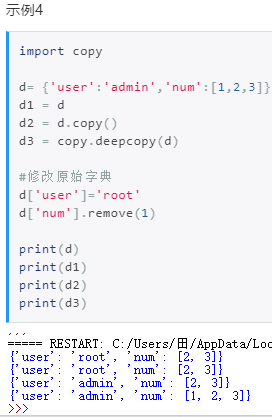 示例4
import copy
d= {'user':'admin','num':[1,2,3]}
d1 = d
d2 = d.copy()
d3 = copy.deepcopy(d)
#修改原始字典
d['user']='root'
d['num'].remove(1)
print(d)
print(d1)
print(d2)
print(d3)
===== RESTART: C:/Users/田/AppData/Loc
{'user': 'root', 'num': [2, 3]}
{'user': 'root', 'num': [2, 3]}
{'user': 'admin', 'num': [2, 3]}
{'user': 'admin', 'num': [1, 2, 3]}
>>>